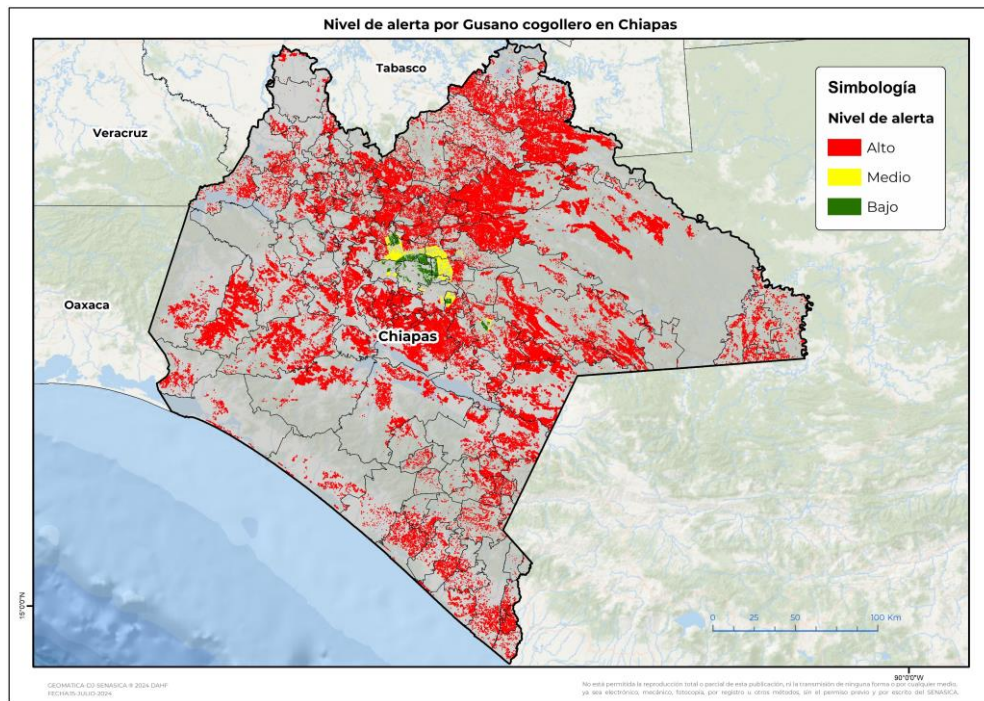 Nivel de alerta por Gusano cogollero en Chiapas
Tabasco
Veracruz
Oaxaca
Chiapas
Simbología
Nivel de alerta
Alto
Medio
Bajo
0 25 50 100 Km
15°0'0"N
90°0'0"W
GEOMÁTICA-DJ SENASICA ® 2024 DAHF
FECHA:15-JULIO-2024
No está permitida la reproducción total o parcial de esta publicación, ni la transmisión de ninguna forma o por cualquier medio,
ya sea electrónico, mecánico, fotocopia, por registro u otros métodos, sin el permiso previo y por escrito del SENASICA.